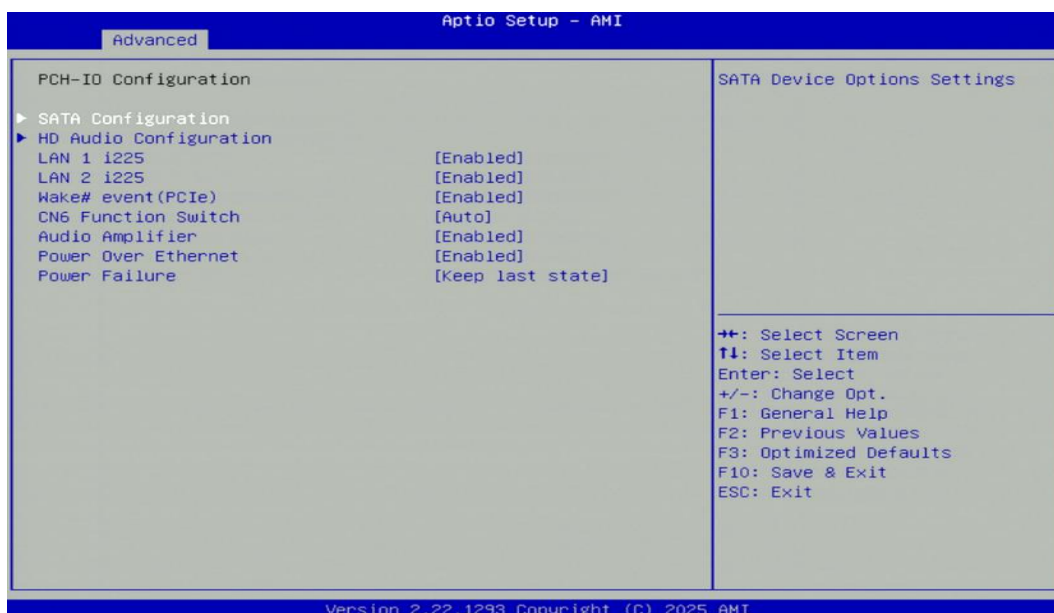 Aptio Setup - AMI
Advanced
PCH-IO Configuration
SATA Configuration
HD Audio Configuration
LAN 1 i225 [Enabled]
LAN 2 i225 [Enabled]
Wake# event(PCIe) [Enabled]
CN6 Function Switch [Auto]
Audio Amplifier [Enabled]
Power Over Ethernet [Enabled]
Power Failure [Keep last state]
SATA Device Options Settings
→←: Select Screen
↑↓: Select Item
Enter: Select
+/-: Change Opt.
F1: General Help
F2: Previous Values
F3: Optimized Defaults
F10: Save & Exit
ESC: Exit
Version 2.22.1293 Copyright (C) 2025 AMI